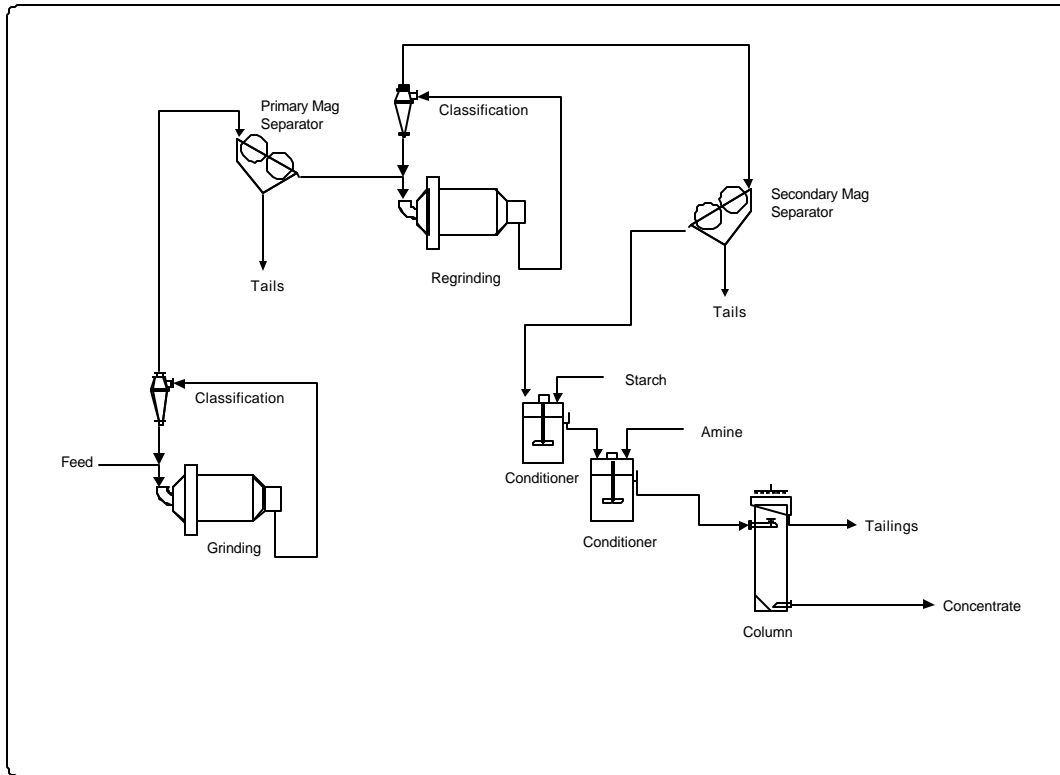 Primary Mag
Separator
Classification
Secondary Mag
Separator
Regrinding
Tails
Tails
Classification
Starch
Amine
Feed
Conditioner
Grinding
Conditioner
Tailings
Concentrate
Column